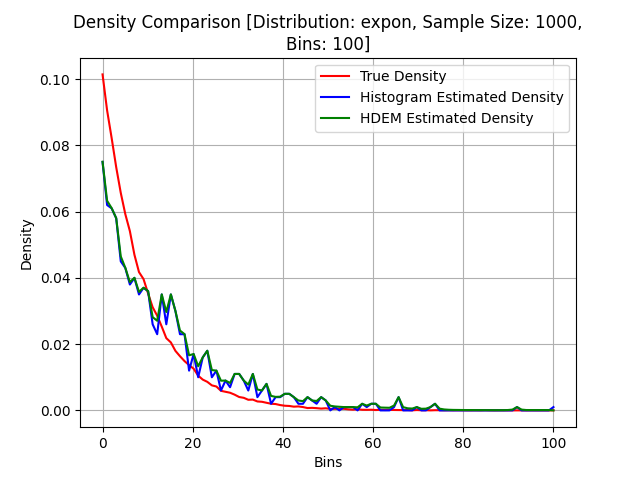 Density Comparison [Distribution: expon, Sample Size: 1000,
Bins: 100]
True Density
Histogram Estimated Density
HDEM Estimated Density
Density
0.10
0.08
0.06
0.04
0.02
0.00
0
20
40
60
80
100
Bins